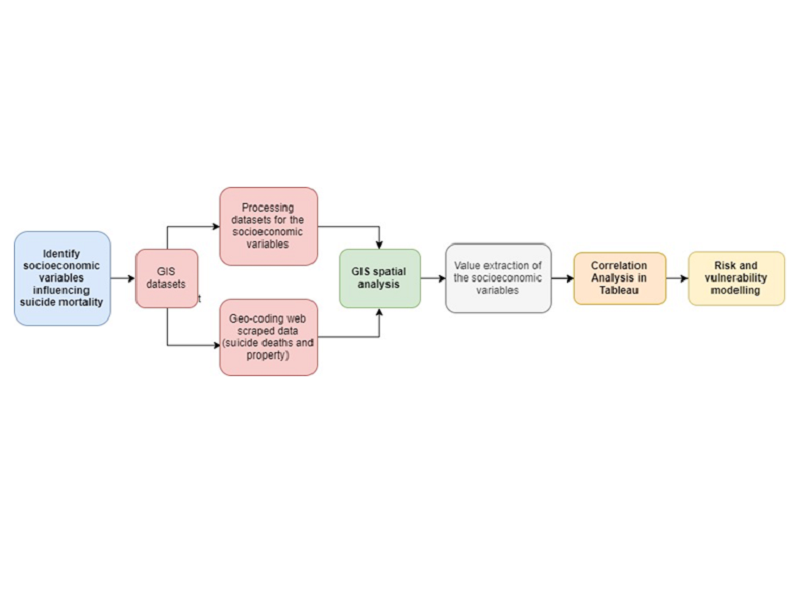 Identify
socioeconomic
variables
influencing
suicide mortality
GIS
datasets
t
Processing
datasets for the
socioeconomic
variables
Geo-coding web
scraped data
(suicide deaths and
property)
GIS spatial
analysis
Value extraction of
the socioeconomic
variables
Correlation
Analysis in
Tableau
Risk and
vulnerability
modelling